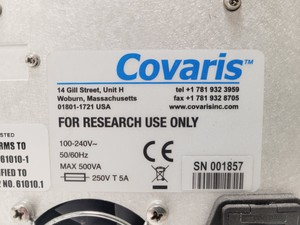 Covaris™
14 Gill Street, Unit H
Woburn, Massachusetts
01801-1721 USA
tel +1 781 932 3959
fax +1 781 932 8705
www.covarisinc.com
FOR RESEARCH USE ONLY
100-240V~
50/60Hz
MAX 500VA
250V T 5A
CE
SN 001857
STED
RMS TO
61010-1
IFIED TO
NO. 61010.1